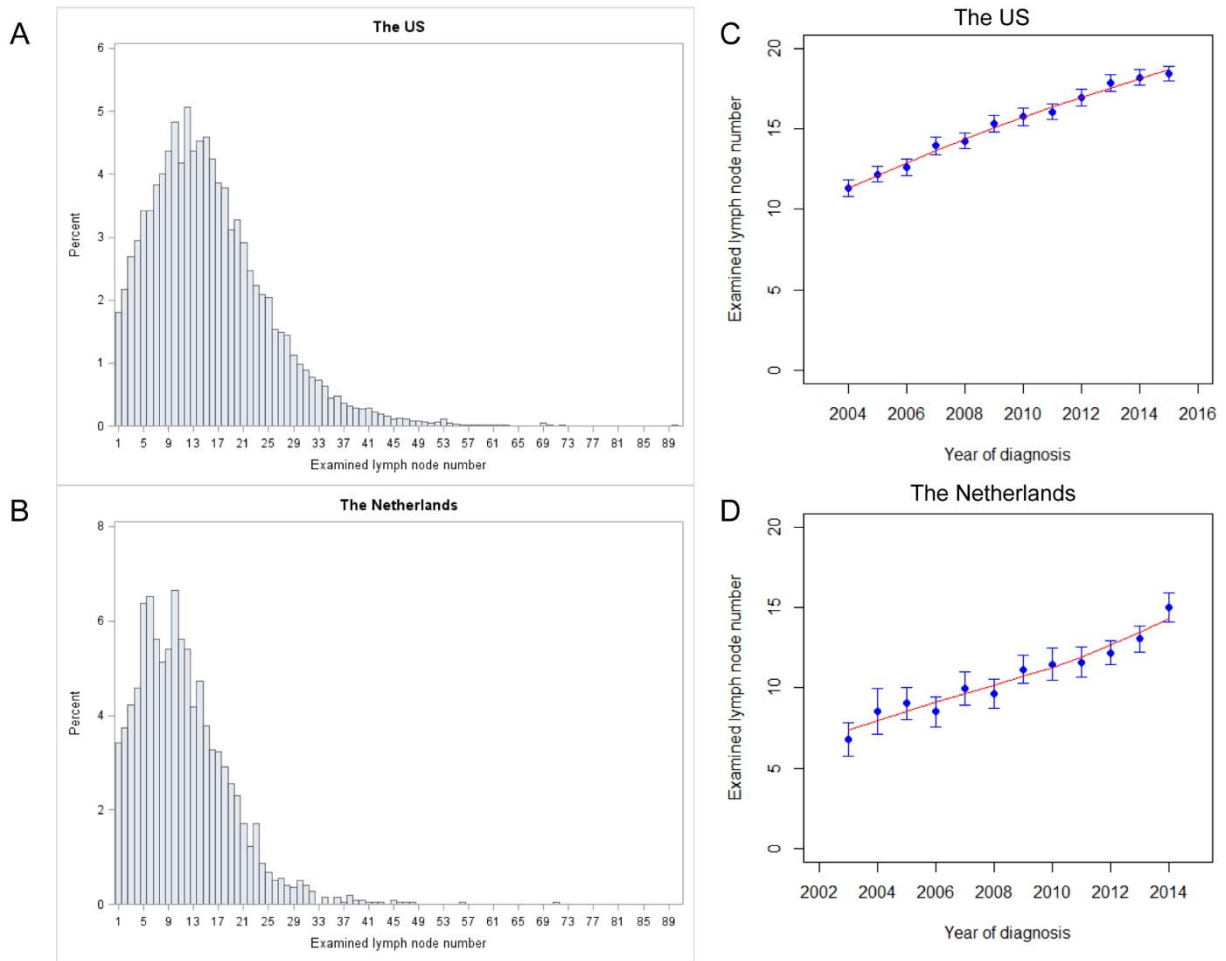 A
The US
6
5
4
3
2
1
0
Percent
1 5 9 13 17 21 25 29 33 37 41 45 49 53 57 61 65 69 73 77 81 85 89
Examined lymph node number
B
The Netherlands
8
6
4
2
0
Percent
1 5 9 13 17 21 25 29 33 37 41 45 49 53 57 61 65 69 73 77 81 85 89
Examined lymph node number
C
The US
20
15
10
5
0
Examined lymph node number
2004 2006 2008 2010 2012 2014 2016
Year of diagnosis
D
The Netherlands
20
15
10
5
0
Examined lymph node number
2002 2004 2006 2008 2010 2012 2014
Year of diagnosis